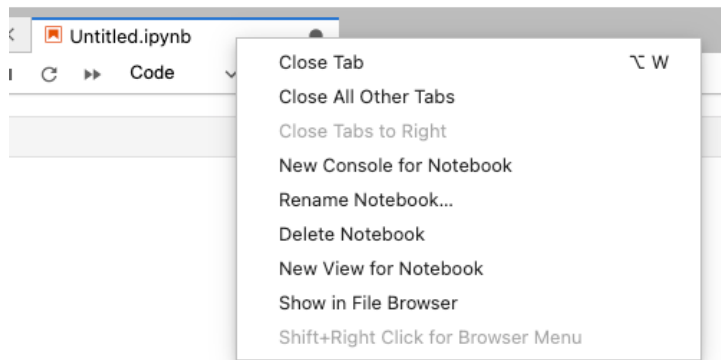 Untitled.ipynb
Code
Close Tab ⌥ W
Close All Other Tabs
Close Tabs to Right
New Console for Notebook
Rename Notebook...
Delete Notebook
New View for Notebook
Show in File Browser
Shift+Right Click for Browser Menu